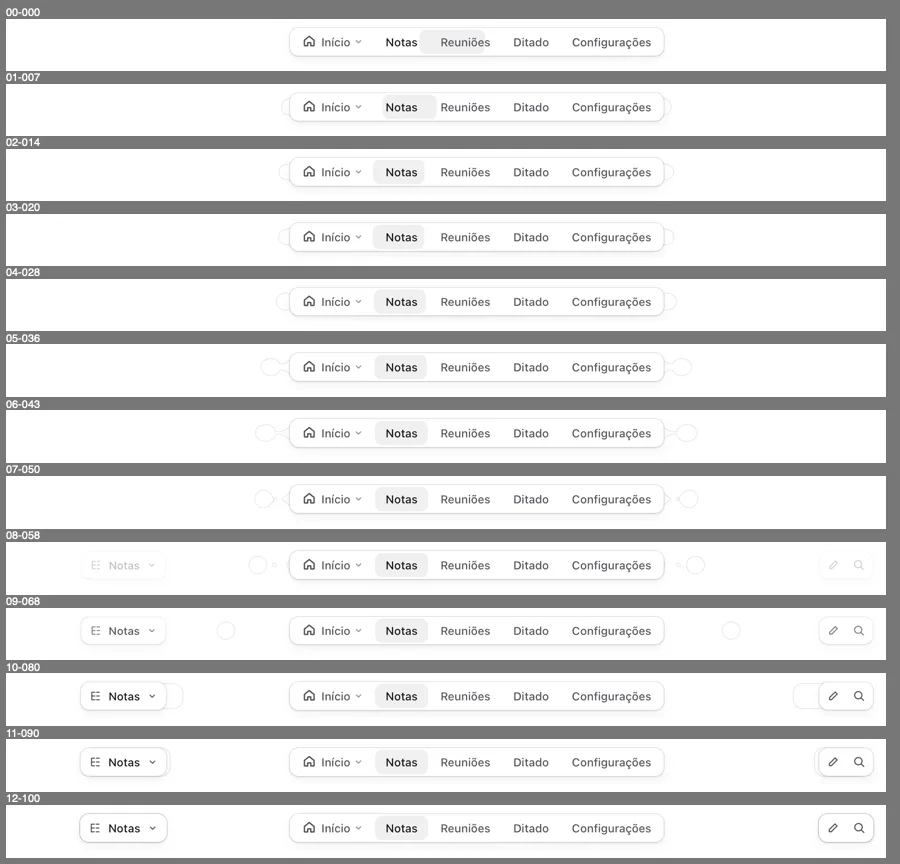 00-000
Início Notas Reuniões Ditado Configurações
01-007
Início Notas Reuniões Ditado Configurações
02-014
Início Notas Reuniões Ditado Configurações
03-020
Início Notas Reuniões Ditado Configurações
04-028
Início Notas Reuniões Ditado Configurações
05-036
Início Notas Reuniões Ditado Configurações
06-043
Início Notas Reuniões Ditado Configurações
07-050
Início Notas Reuniões Ditado Configurações
08-058
Notas Início Notas Reuniões Ditado Configurações
09-068
Notas Início Notas Reuniões Ditado Configurações
10-080
Notas Início Notas Reuniões Ditado Configurações
11-090
Notas Início Notas Reuniões Ditado Configurações
12-100
Notas Início Notas Reuniões Ditado Configurações